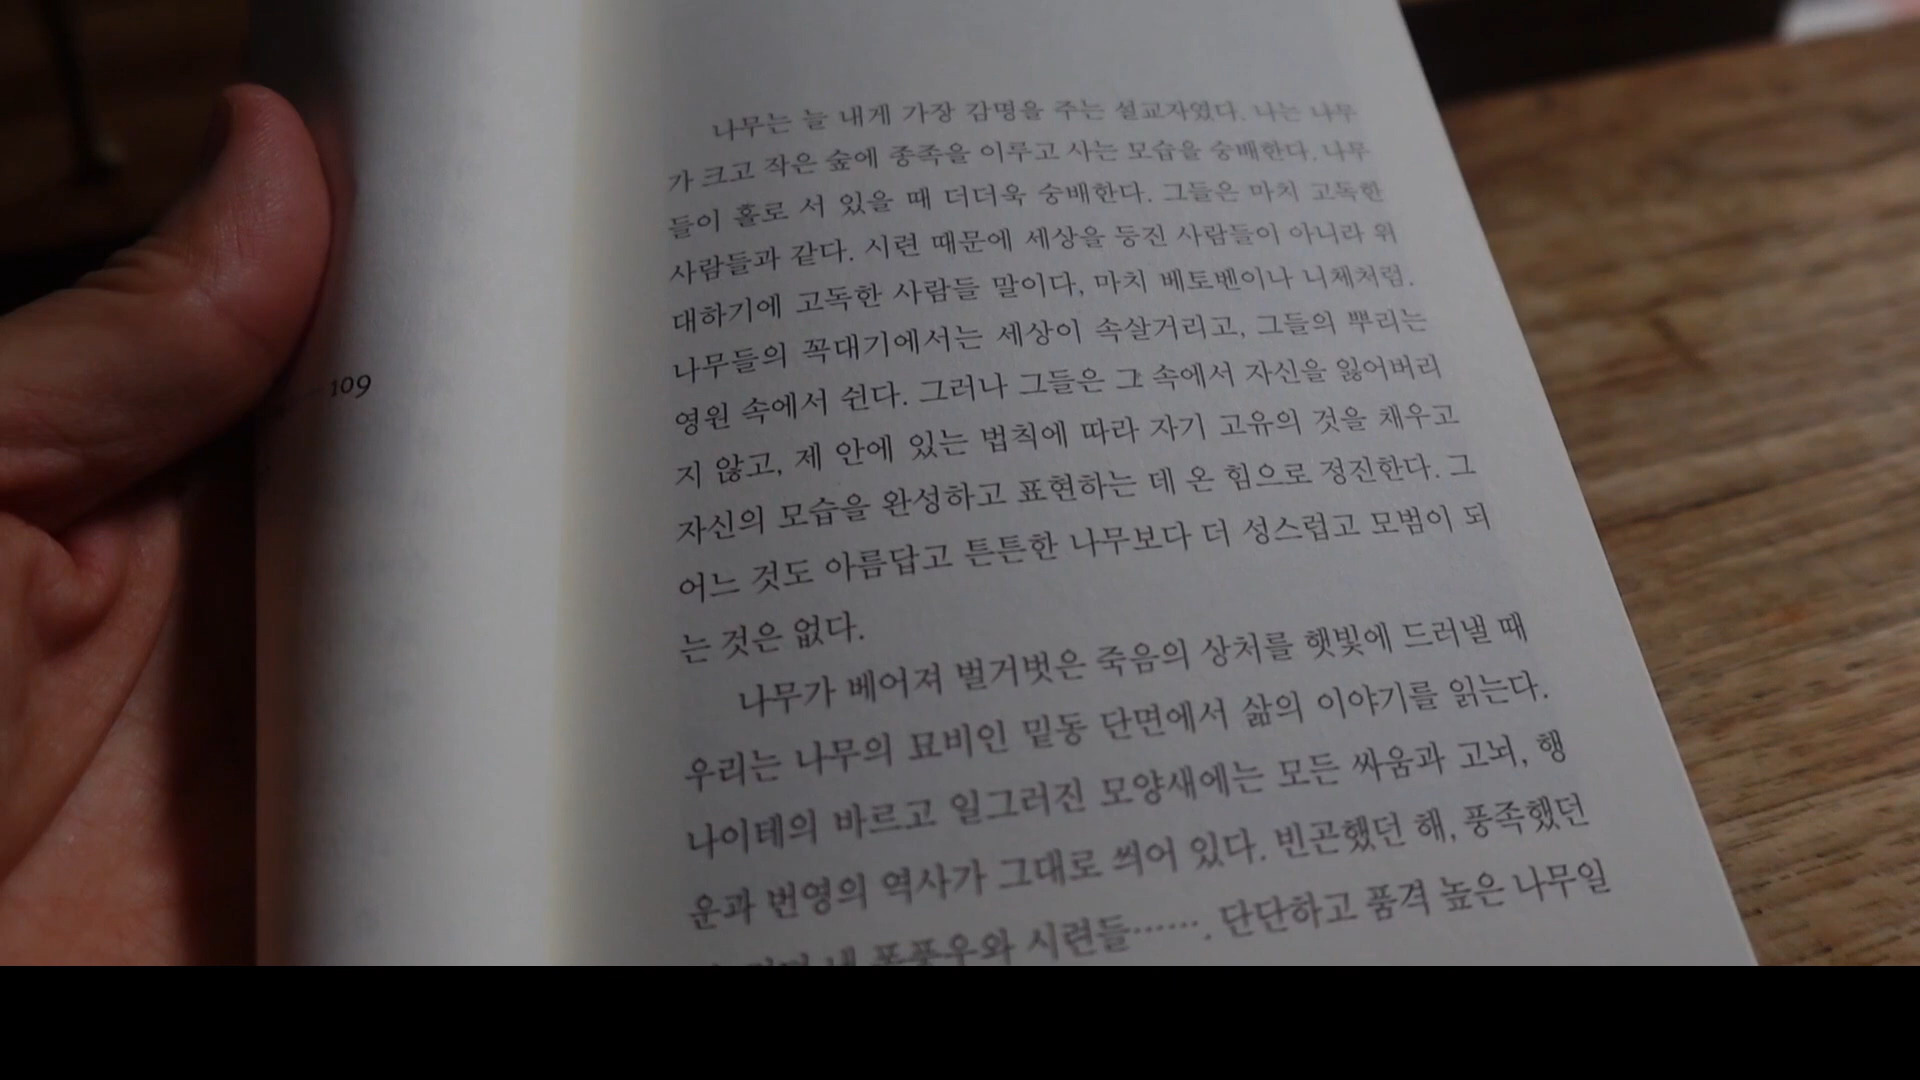 109
나무는 늘 내게 가장 감명을 주는 설교자였다. 나는 나무
가 크고 작은 숲에 종족을 이루고 사는 모습을 숭배한다. 나무
들이 홀로 서 있을 때 더더욱 숭배한다. 그들은 마치 고독한
사람들과 같다. 시련 때문에 세상을 등진 사람들이 아니라 위
대하기에 고독한 사람들 말이다, 마치 베토벤이나 니체처럼.
나무들의 꼭대기에서는 세상이 속살거리고, 그들의 뿌리는
영원 속에서 쉰다. 그러나 그들은 그 속에서 자신을 잃어버리
지 않고, 제 안에 있는 법칙에 따라 자기 고유의 것을 채우고
자신의 모습을 완성하고 표현하는 데 온 힘으로 정진한다. 그
어느 것도 아름답고 튼튼한 나무보다 더 성스럽고 모범이 되
는 것은 없다.
나무가 베어져 벌거벗은 죽음의 상처를 햇빛에 드러낼 때
우리는 나무의 묘비인 밑동 단면에서 삶의 이야기를 읽는다.
나이테의 바르고 일그러진 모양새에는 모든 싸움과 고뇌, 행
운과 번영의 역사가 그대로 씌어 있다. 빈곤했던 해, 풍족했던
폭풍우와 시련들……. 단단하고 품격 높은 나무일